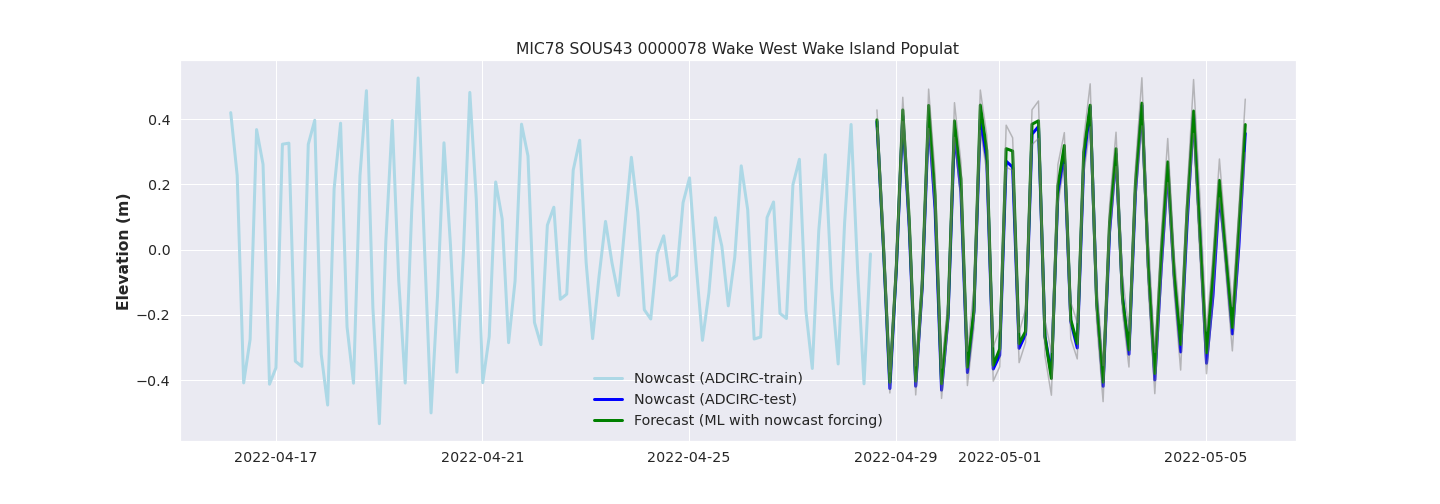 MIC78 SOUS43 0000078 Wake West Wake Island Populat
Elevation (m)
0.4
0.2
0.0
−0.2
−0.4
Nowcast (ADCIRC-train)
Nowcast (ADCIRC-test)
Forecast (ML with nowcast forcing)
2022-04-17 2022-04-21 2022-04-25 2022-04-29 2022-05-01 2022-05-05